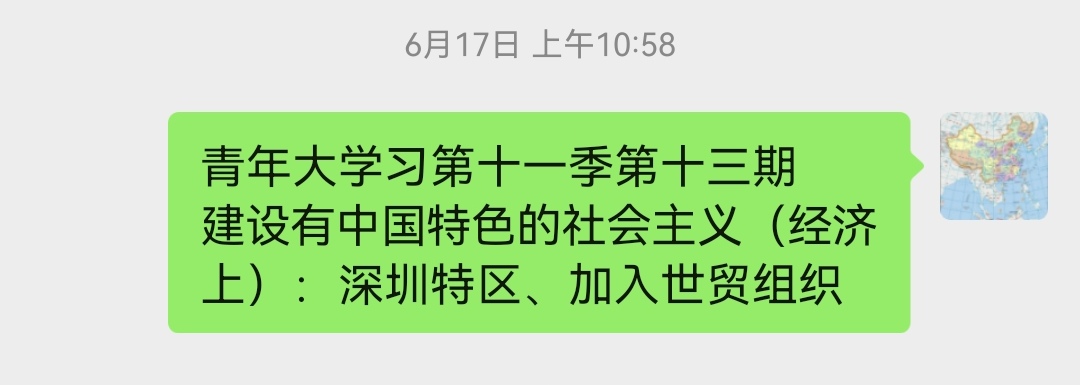 6月17日 上午10:58
青年大学习第十一季第十三期
建设有中国特色的社会主义（经济
上）：深圳特区、加入世贸组织